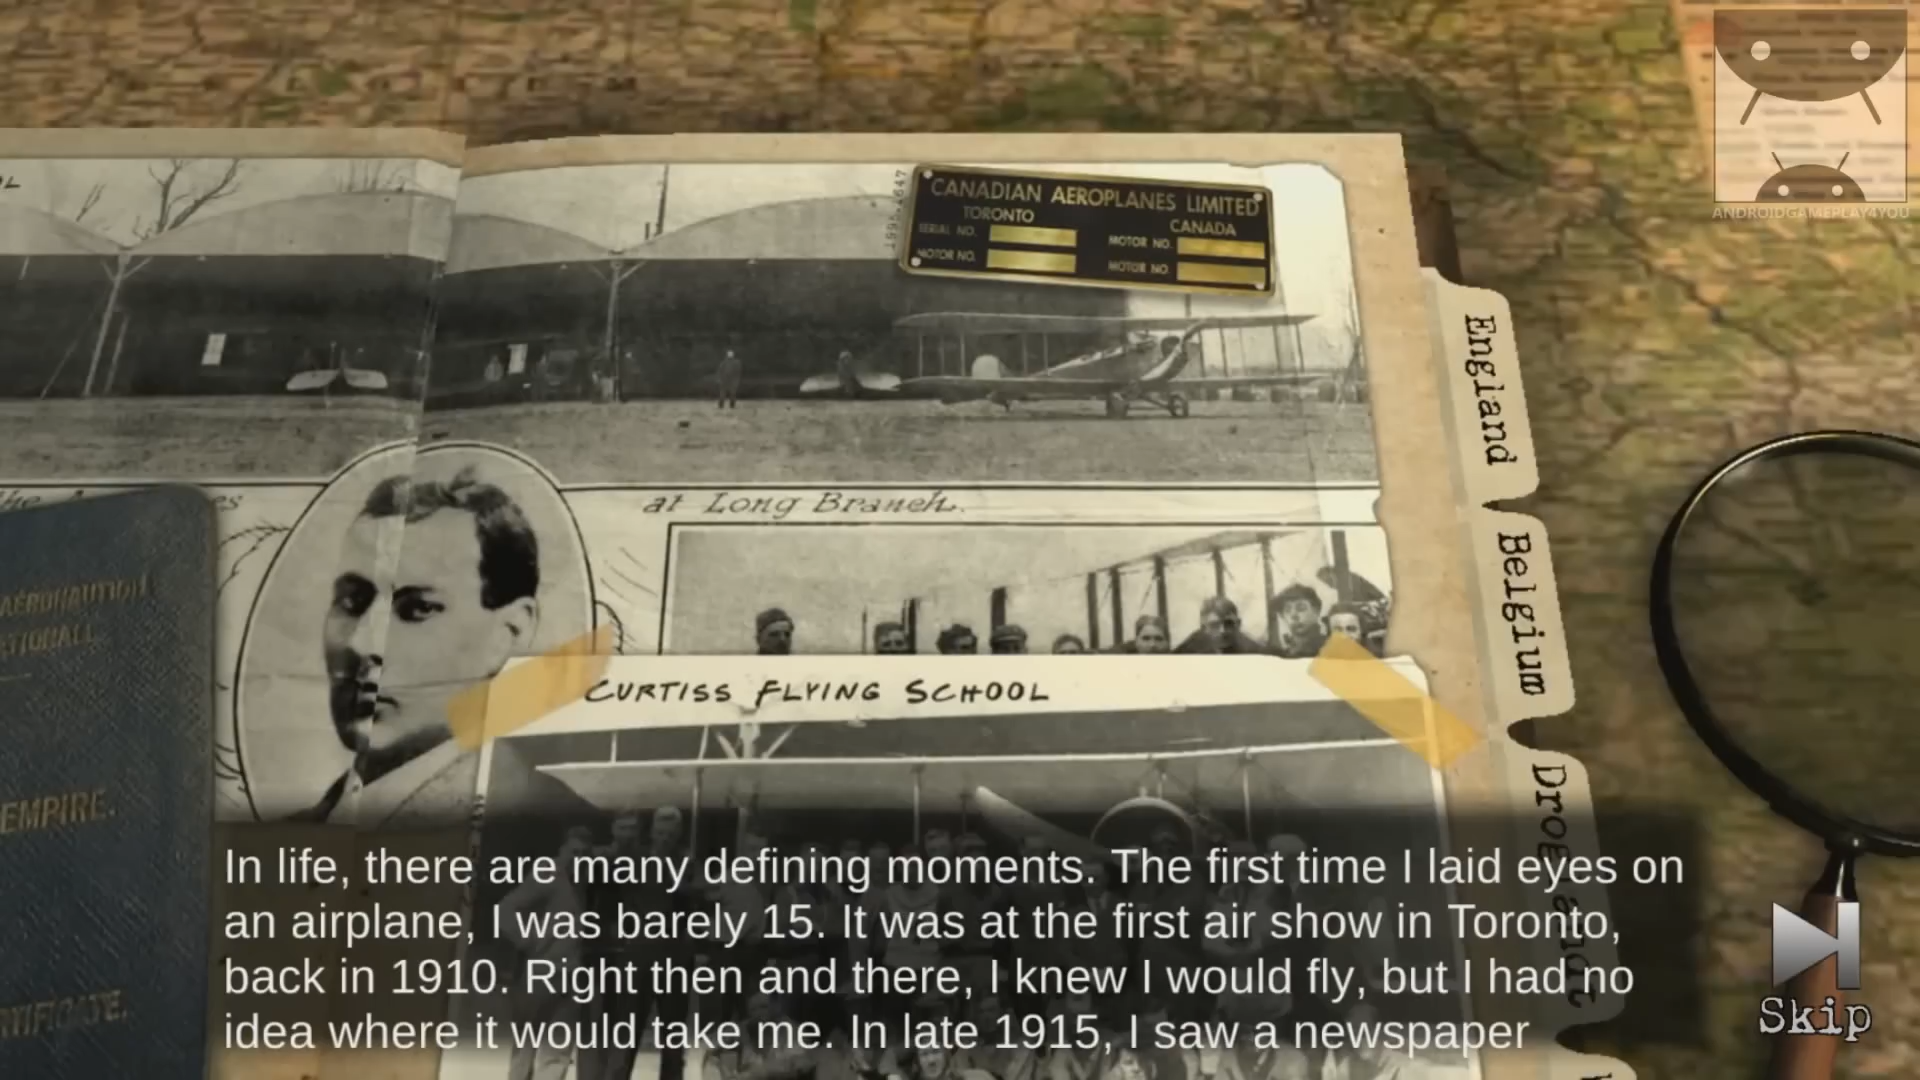 CANADIAN AEROPLANES LIMITED
TORONTO
CANADA
SERIAL NO.
MOTOR NO.
MOTOR NO.
MOTOR NO.
ANDROIDGAMEPLAY4YOU
England
at Long Branch.
Belgium
CURTISS FLYING SCHOOL
EMPIRE.
In life, there are many defining moments. The first time I laid eyes on
an airplane, I was barely 15. It was at the first air show in Toronto,
back in 1910. Right then and there, I knew I would fly, but I had no
idea where it would take me. In late 1915, I saw a newspaper
Skip